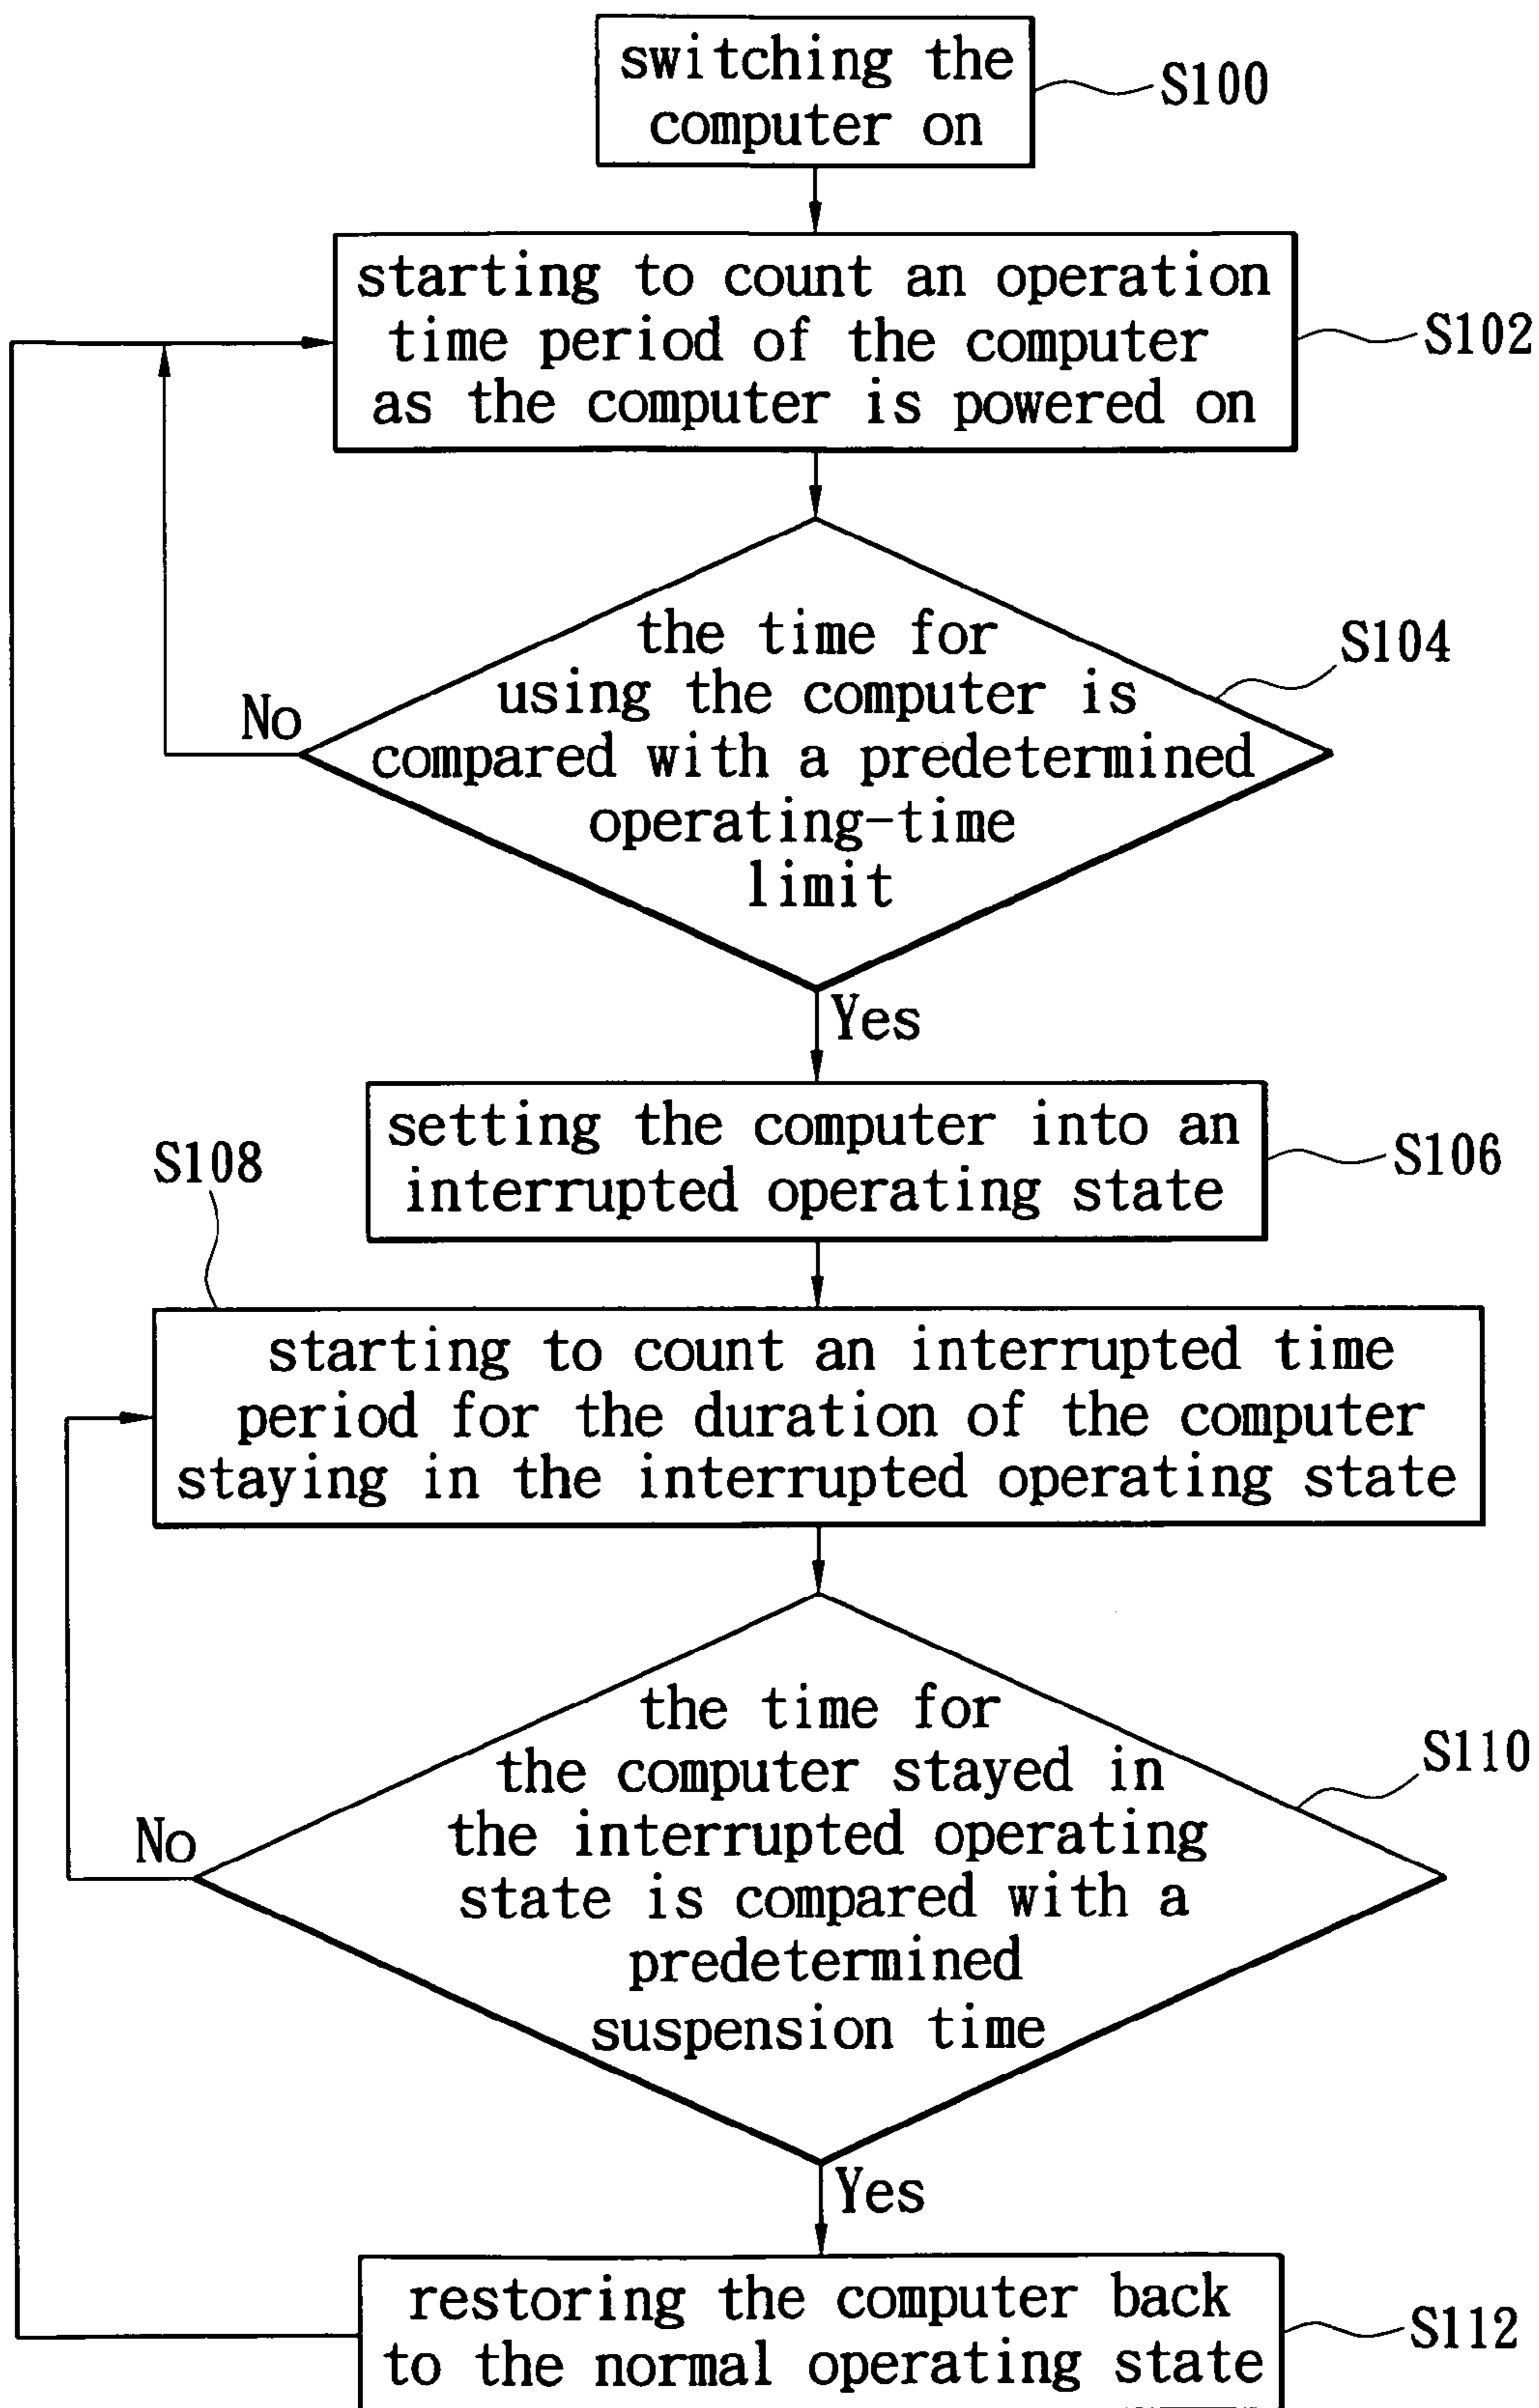 switching the
computer on
S100
starting to count an operation
time period of the computer
as the computer is powered on
S102
the time for
using the computer is
compared with a predetermined
operating-time
limit
S104
No
Yes
setting the computer into an
interrupted operating state
S106
S108
starting to count an interrupted time
period for the duration of the computer
staying in the interrupted operating state
the time for
the computer stayed in
the interrupted operating
state is compared with a
predetermined
suspension time
S110
No
Yes
restoring the computer back
to the normal operating state
S112